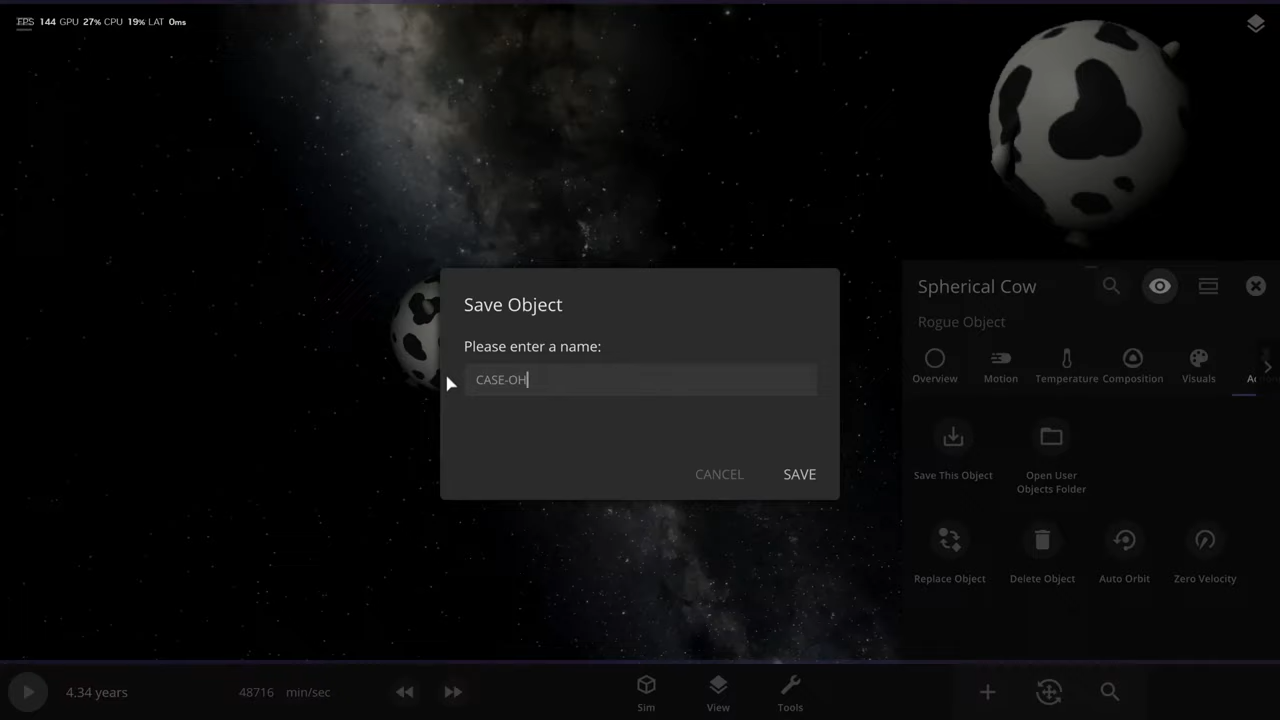 FPS 144 GPU 27% CPU 19% LAT 0ms
Save Object
Please enter a name:
CASE-OH
CANCEL SAVE
Spherical Cow
Rogue Object
Overview Motion Temperature Composition Visuals
Save This Object
Open User
Objects Folder
Replace Object Delete Object Auto Orbit Zero Velocity
4.34 years 48716 min/sec
Sim View Tools